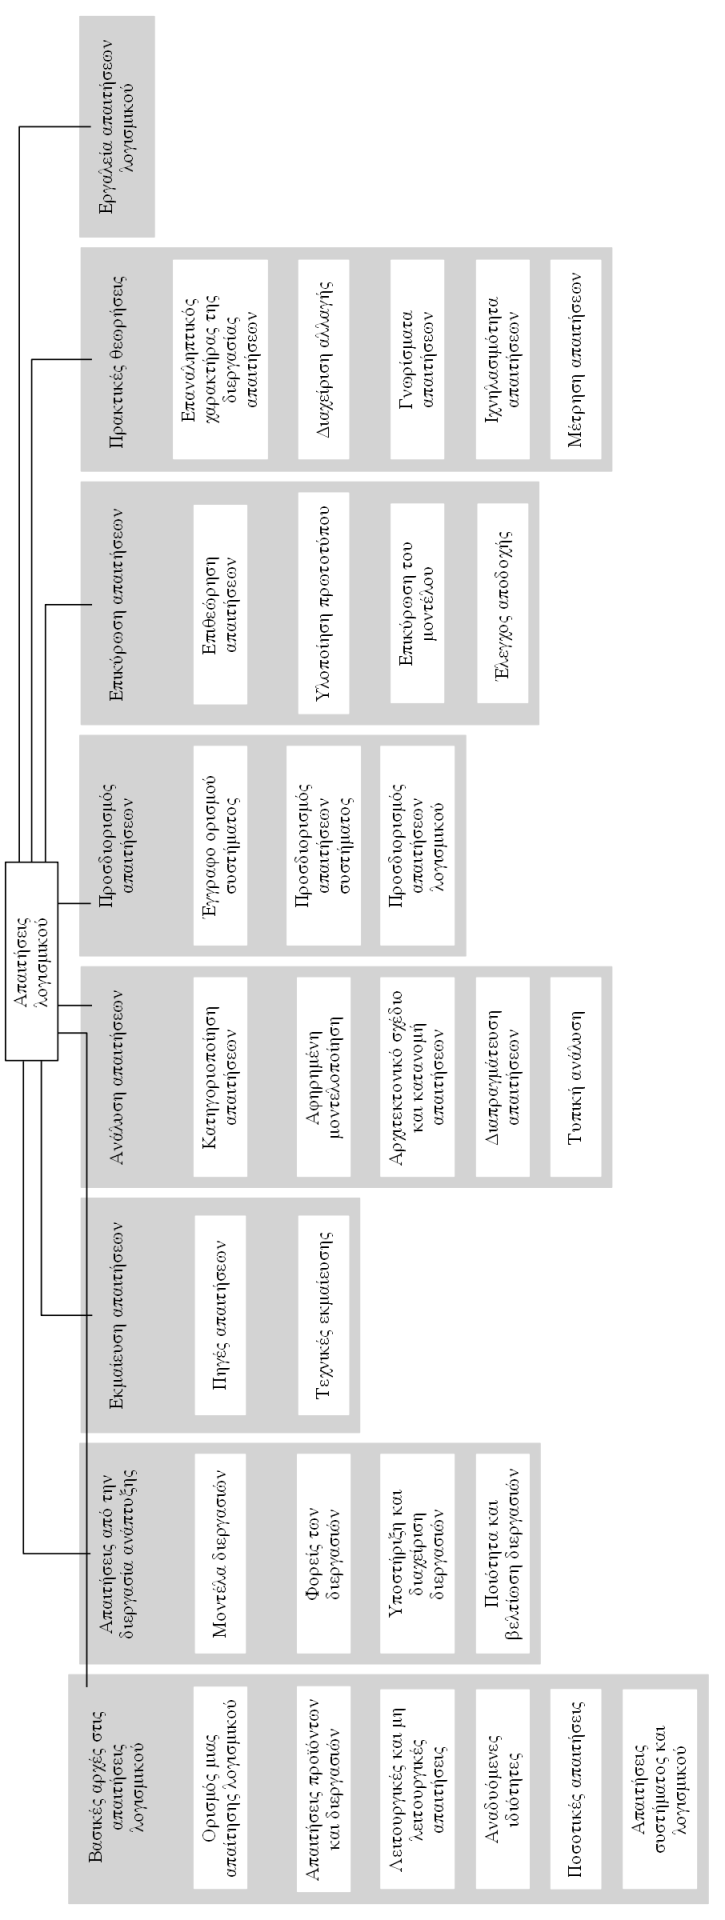 Απαιτήσεις
λογισμικού
Βασικές αρχές στις
απαιτήσεις
λογισμικού
Ορισμός μιας
απαίτησης λογισμικού
Απαιτήσεις προϊόντων
και διεργασιών
Λειτουργικές και μη
λειτουργικές
απαιτήσεις
Αναδυόμενες
ιδιότητες
Ποσοτικές απαιτήσεις
Απαιτήσεις
συστήματος και
λογισμικού
Απαιτήσεις από την
διεργασία ανάπτυξης
Μοντέλα διεργασιών
Φορείς των
διεργασιών
Υποστήριξη και
διαχείριση
διεργασιών
Ποιότητα και
βελτίωση διεργασιών
Εκμαίευση απαιτήσεων
Πηγές απαιτήσεων
Τεχνικές εκμαίευσης
Ανάλυση απαιτήσεων
Κατηγοριοποίηση
απαιτήσεων
Αφηρημένη
μοντελοποίηση
Αρχιτεκτονικό σχέδιο
και κατανομή
απαιτήσεων
Διαπραγμάτευση
απαιτήσεων
Τυπική ανάλυση
Προσδιορισμός
απαιτήσεων
Έγγραφο ορισμού
συστήματος
Προσδιορισμός
απαιτήσεων
συστήματος
Προσδιορισμός
απαιτήσεων
λογισμικού
Επικύρωση απαιτήσεων
Επιθεώρηση
απαιτήσεων
Υλοποίηση πρωτοτύπου
Επικύρωση του
μοντέλου
Έλεγχος αποδοχής
Πρακτικές θεωρήσεις
Επαναληπτικός
χαρακτήρας της
διεργασίας
απαιτήσεων
Διαχείριση αλλαγής
Γνωρίσματα
απαιτήσεων
Ιχνηλασιμότητα
απαιτήσεων
Μέτρηση απαιτήσεων
Εργαλεία απαιτήσεων
λογισμικού